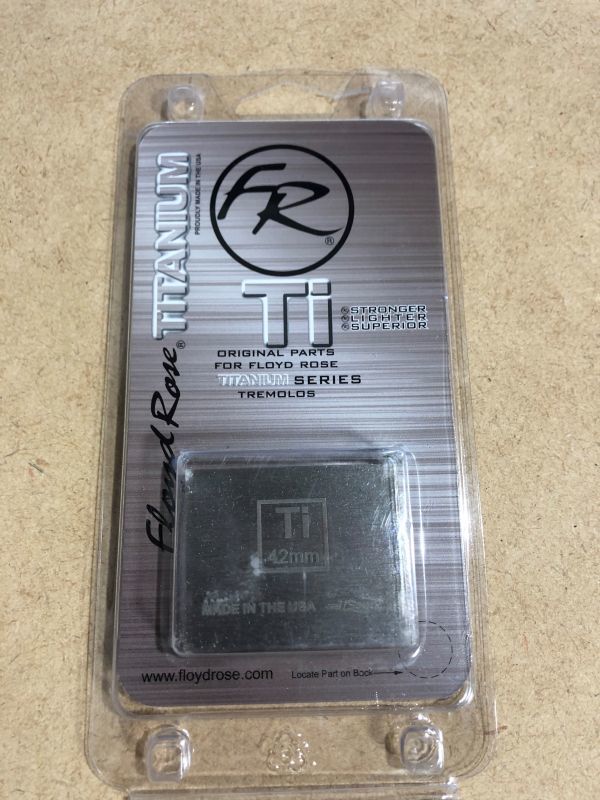 FR
®
Ti
STRONGER
LIGHTER
SUPERIOR
ORIGINAL PARTS
FOR FLOYD ROSE
TITANIUM SERIES
TREMOLOS
Floyd Rose® TITANIUM
PROUDLY MADE IN THE USA
Ti
42mm
MADE IN THE USA
www.floydrose.com
Locate Part on Back